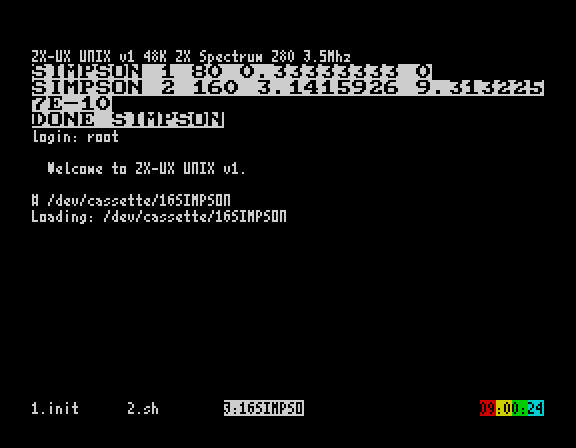 ZX-UX UNIX v1 48K ZX Spectrum Z80 3.5Mhz
SIMPSON 1 80 0.33333333 0
SIMPSON 2 160 3.1415926 9.313225
7E-10
DONE SIMPSON
login: root
Welcome to ZX-UX UNIX v1.
# /dev/cassette/16SIMPSON
Loading: /dev/cassette/16SIMPSON
1.init 2.sh 3.16SIMPSO 09:00:24